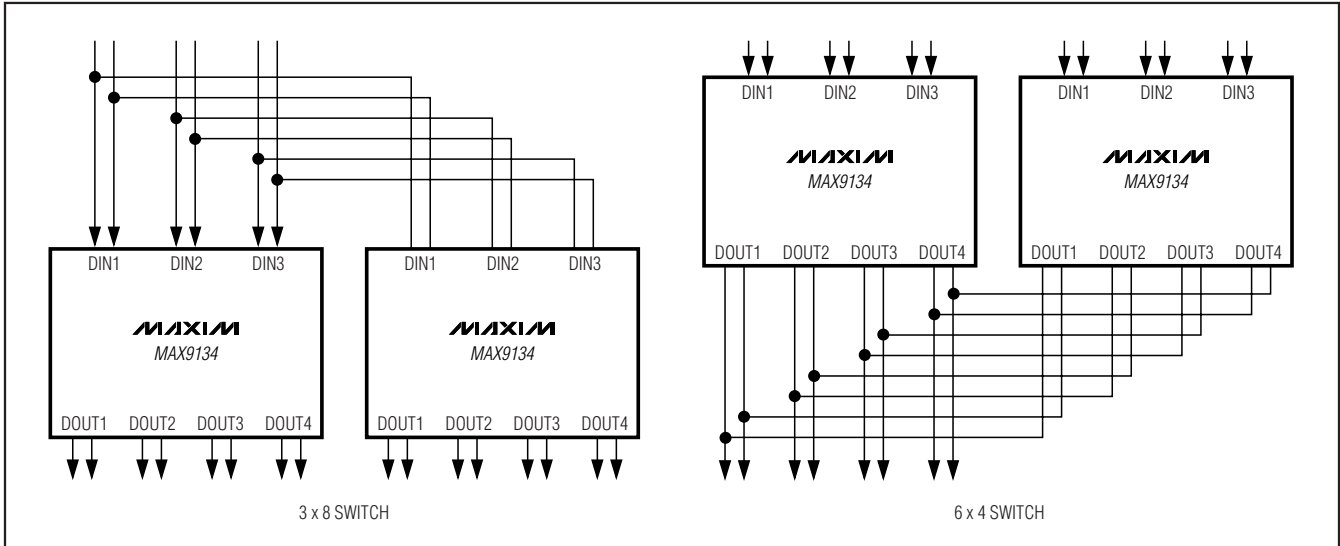 DIN1 DIN2 DIN3
MAXIM
MAX9134
DOUT1 DOUT2 DOUT3 DOUT4
DIN1 DIN2 DIN3
MAXIM
MAX9134
DOUT1 DOUT2 DOUT3 DOUT4
3 x 8 SWITCH
DIN1 DIN2 DIN3
MAXIM
MAX9134
DOUT1 DOUT2 DOUT3 DOUT4
DIN1 DIN2 DIN3
MAXIM
MAX9134
DOUT1 DOUT2 DOUT3 DOUT4
6 x 4 SWITCH